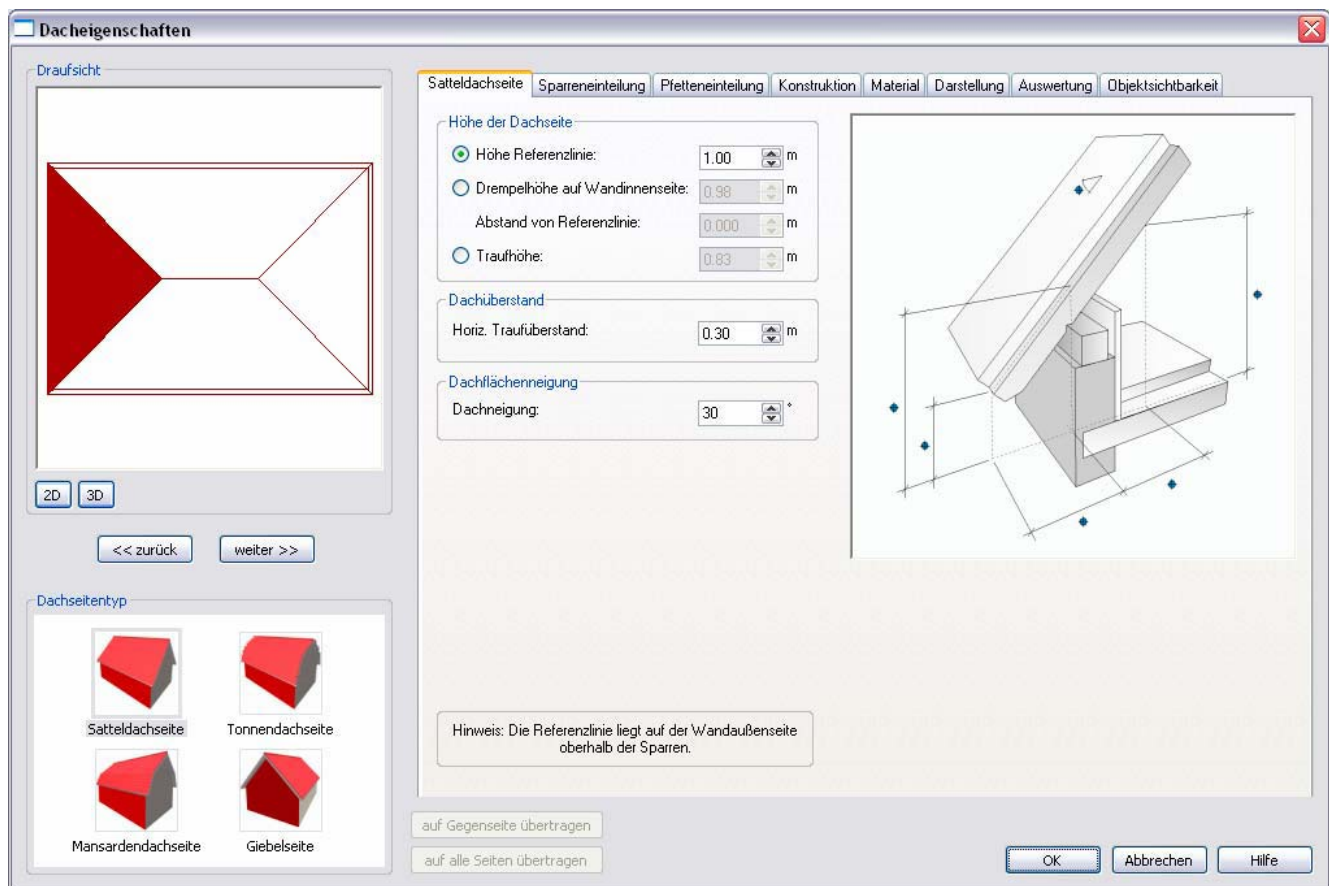 Dacheigenschaften
Draufsicht
2D 3D
<< zurück weiter >>
Dachseitentyp
Satteldachseite Tonnendachseite
Mansardendachseite Giebelseite
Satteldachseite Sparreneinteilung Pfetteneinteilung Konstruktion Material Darstellung Auswertung Objektsichtbarkeit
Höhe der Dachseite
Höhe Referenzlinie: 1.00 m
Drempelhöhe auf Wandinnenseite: 0.98 m
Abstand von Referenzlinie: 0.000 m
Traufhöhe: 0.83 m
Dachüberstand
Horiz. Traufüberstand: 0.30 m
Dachflächenneigung
Dachneigung: 30 °
Hinweis: Die Referenzlinie liegt auf der Wandaußenseite
oberhalb der Sparren.
auf Gegenseite übertragen
auf alle Seiten übertragen
OK Abbrechen Hilfe